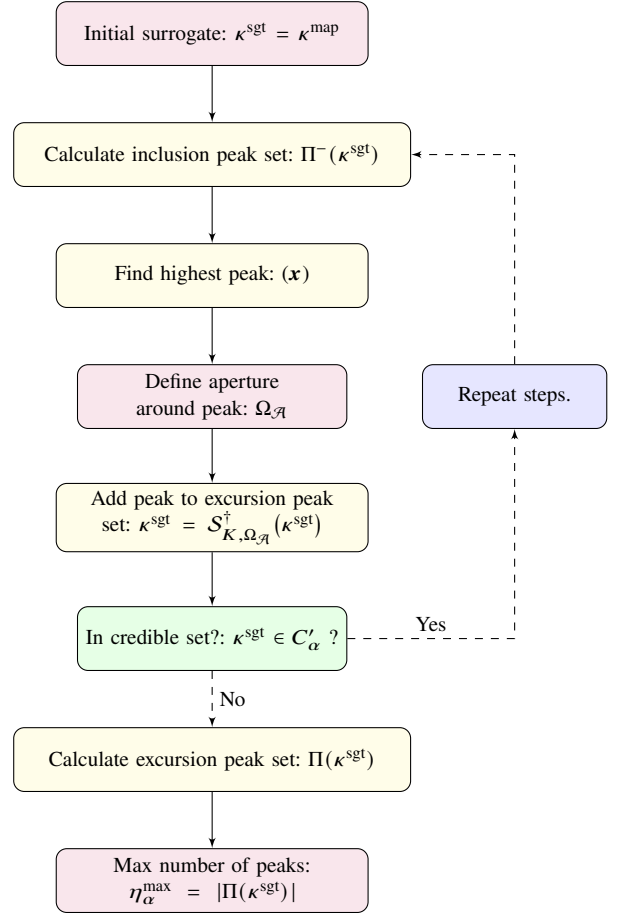 Initial surrogate: κ^sgt = κ^map
Calculate inclusion peak set: Π⁻(κ^sgt)
Find highest peak: (𝒙)
Define aperture
around peak: Ω_𝒜
Repeat steps.
Add peak to excursion peak
set: κ^sgt = 𝒮^†_{K,Ω_𝒜}(κ^sgt)
In credible set?: κ^sgt ∈ C′_α ?
Yes
No
Calculate excursion peak set: Π(κ^sgt)
Max number of peaks:
η^max_α = |Π(κ^sgt)|